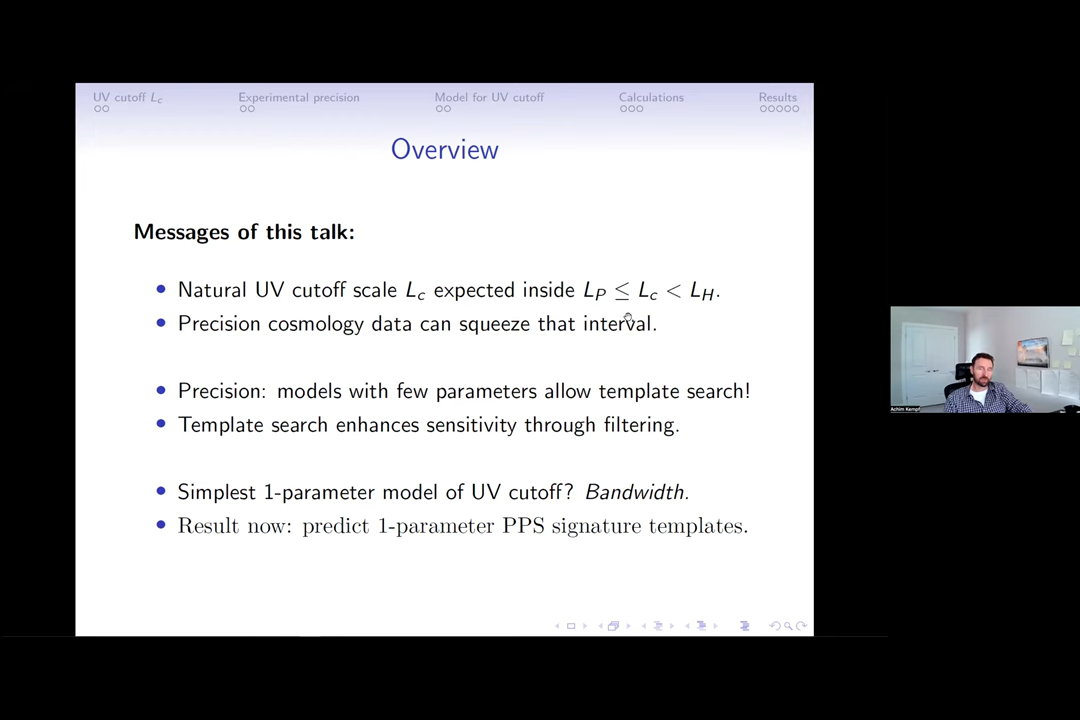 UV cutoff L_c Experimental precision Model for UV cutoff Calculations Results
Overview
Messages of this talk:
Natural UV cutoff scale L_c expected inside L_P ≤ L_c < L_H.
Precision cosmology data can squeeze that interval.
Precision: models with few parameters allow template search!
Template search enhances sensitivity through filtering.
Simplest 1-parameter model of UV cutoff? Bandwidth.
Result now: predict 1-parameter PPS signature templates.
Achim Kempf